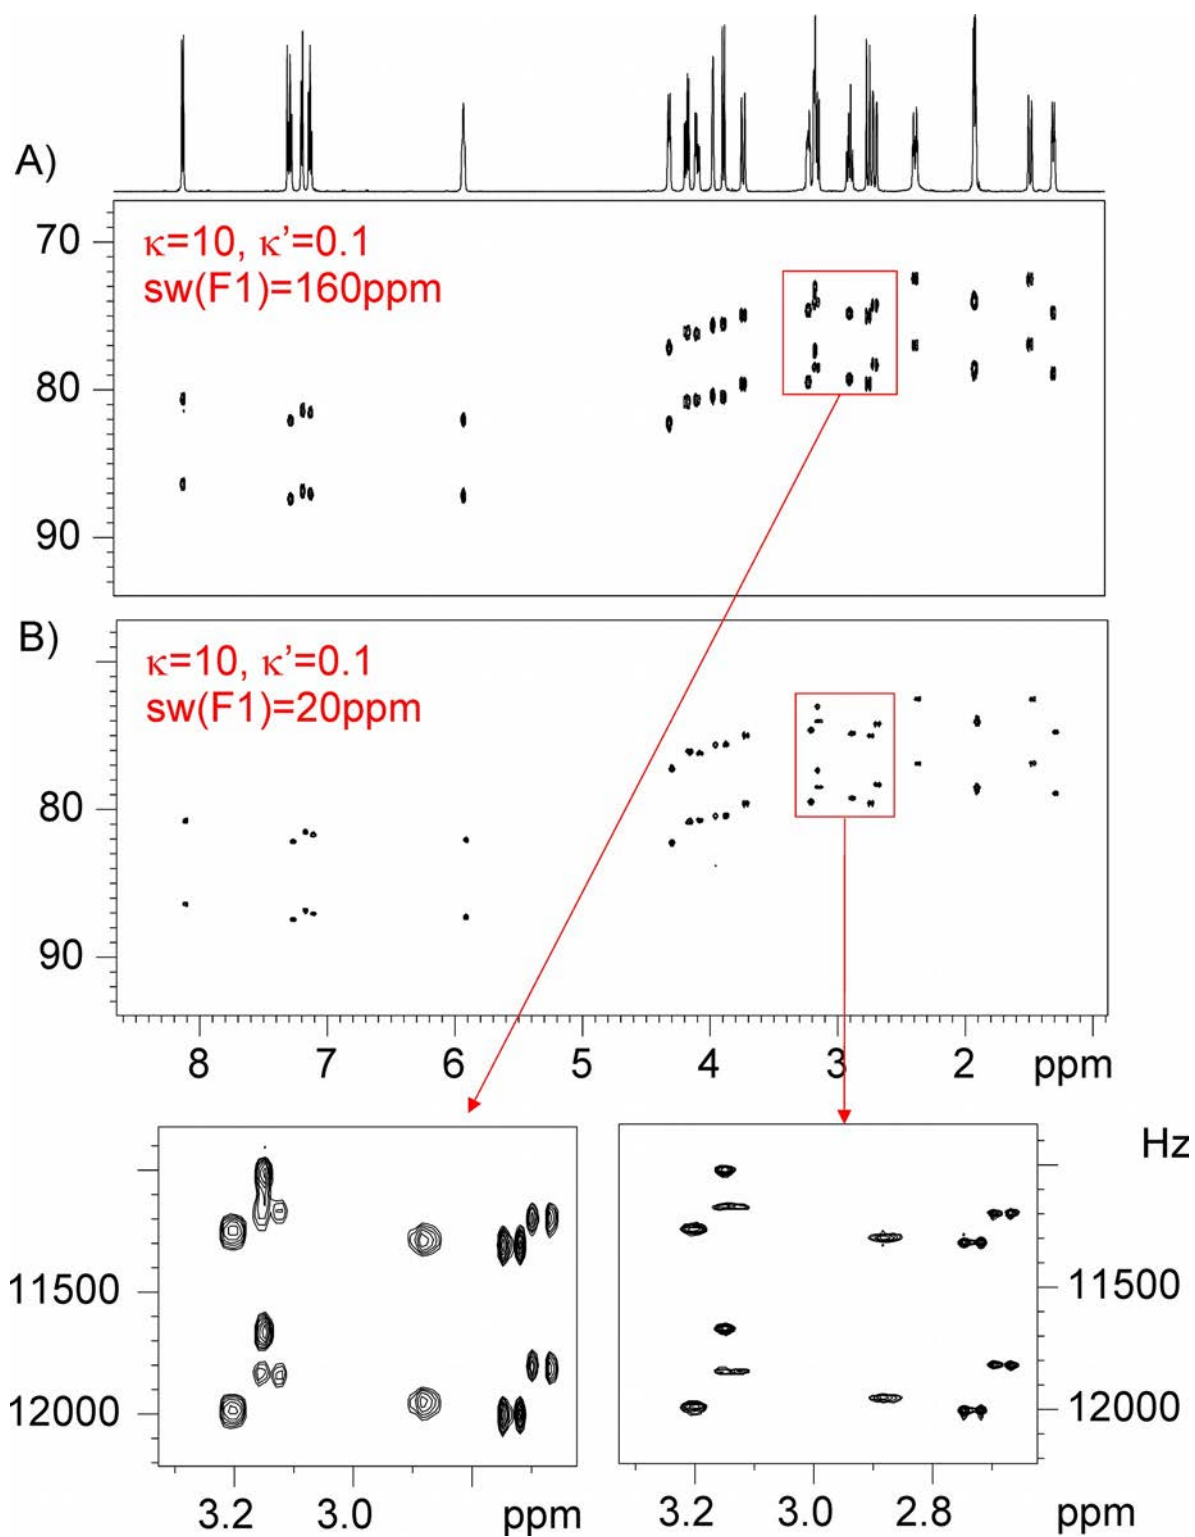 A)
70
κ=10, κ'=0.1
sw(F1)=160ppm
80
90
B)
κ=10, κ'=0.1
sw(F1)=20ppm
80
90
8 7 6 5 4 3 2 ppm
Hz
11500
12000
3.2 3.0 ppm
11500
12000
3.2 3.0 2.8 ppm